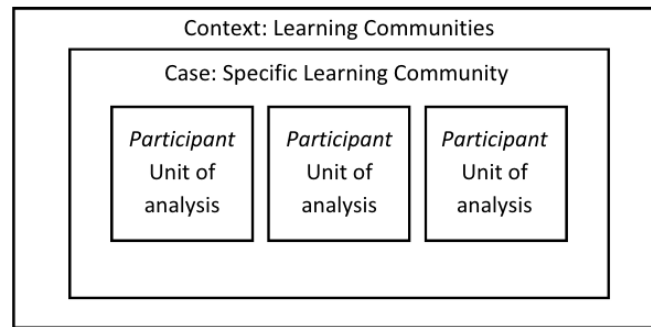 Context: Learning Communities
Case: Specific Learning Community
Participant
Unit of
analysis
Participant
Unit of
analysis
Participant
Unit of
analysis